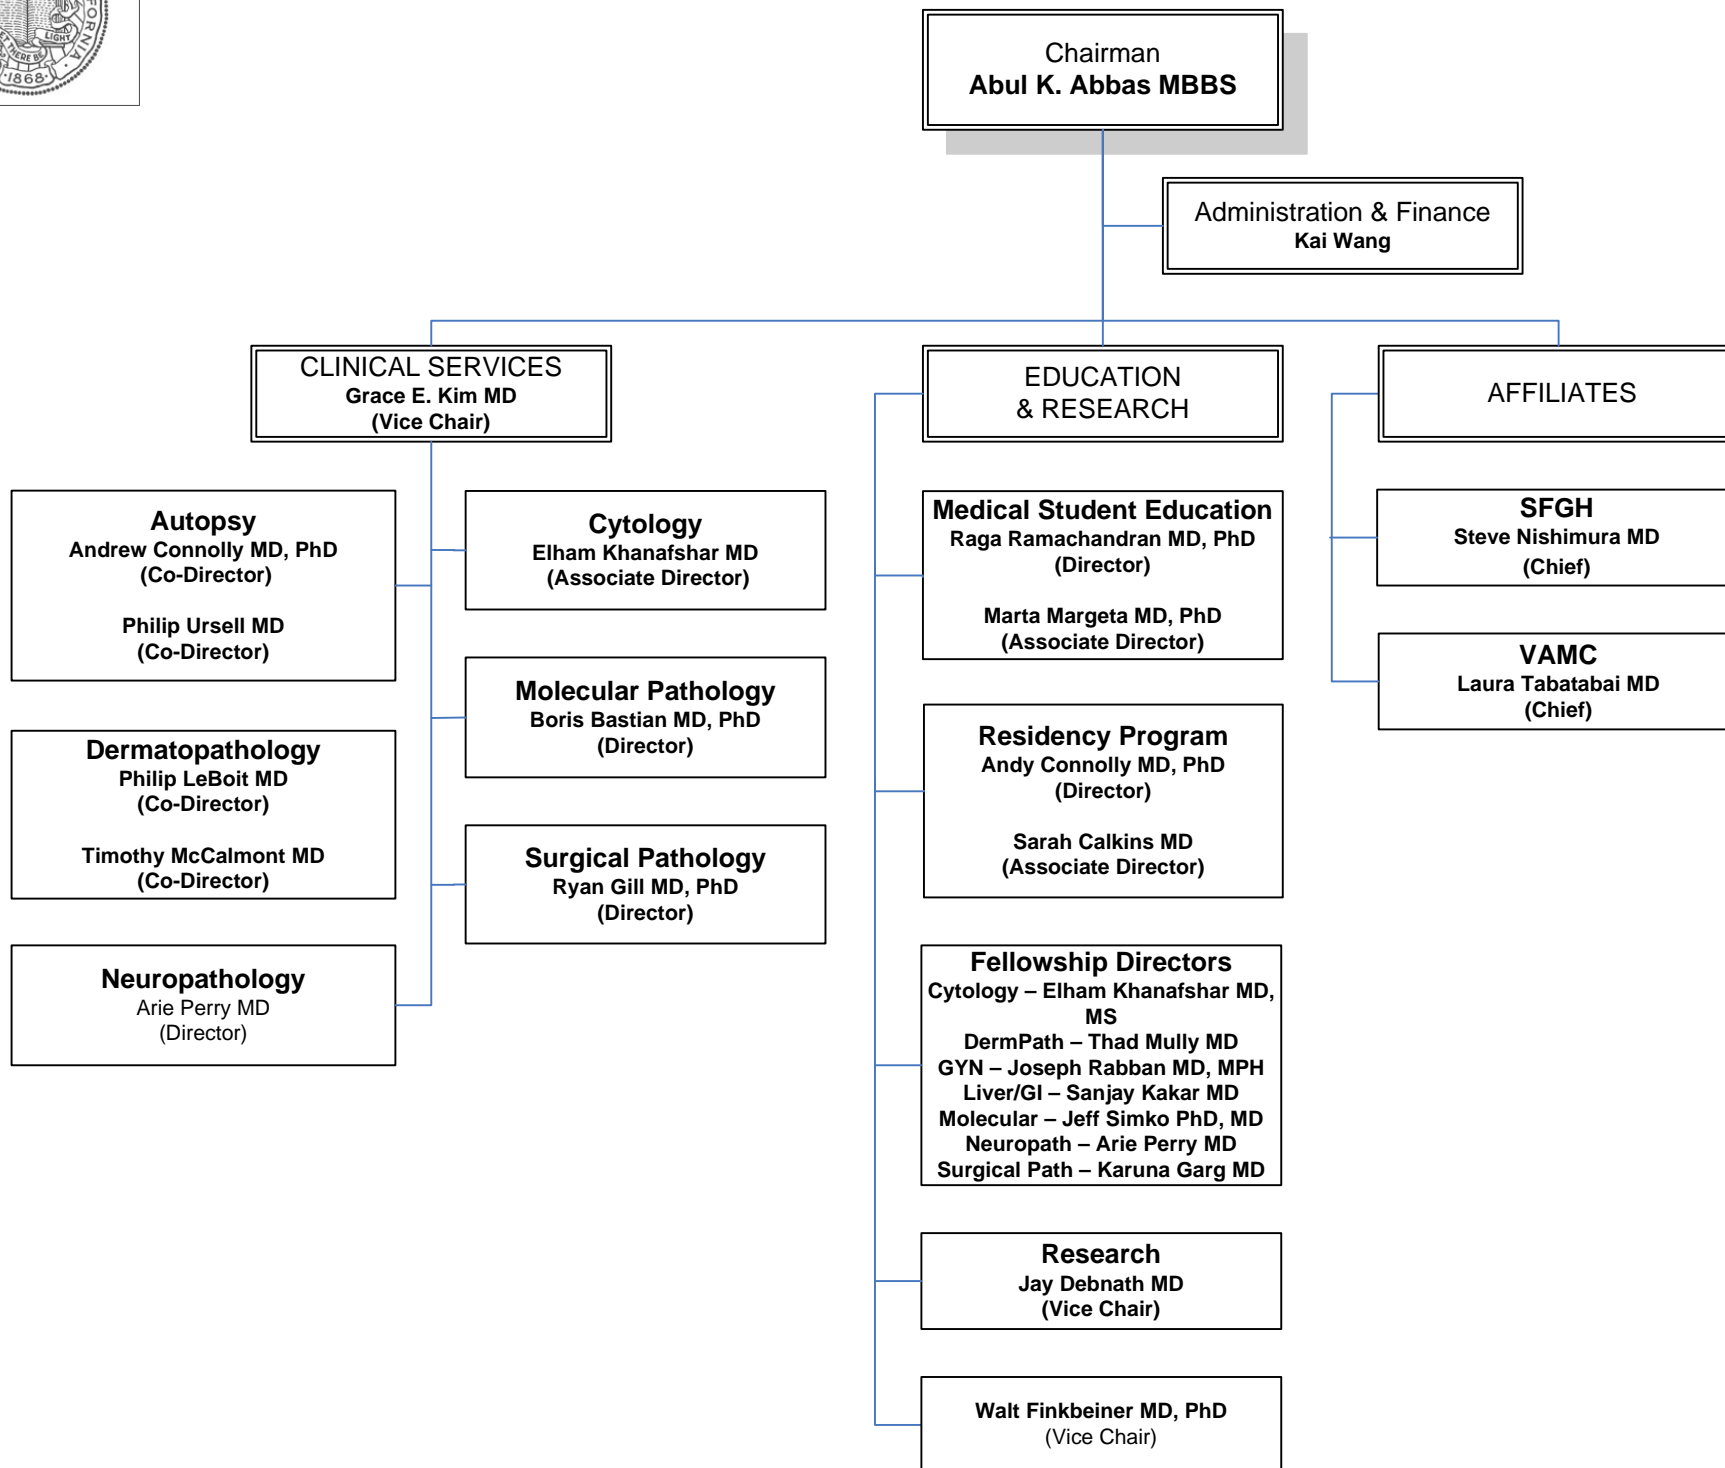 FORNIA
LET THERE BE
LIGHT
·1868·
Chairman
Abul K. Abbas MBBS
Administration & Finance
Kai Wang
CLINICAL SERVICES
Grace E. Kim MD
(Vice Chair)
Autopsy
Andrew Connolly MD, PhD
(Co-Director)
Philip Ursell MD
(Co-Director)
Dermatopathology
Philip LeBoit MD
(Co-Director)
Timothy McCalmont MD
(Co-Director)
Neuropathology
Arie Perry MD
(Director)
Cytology
Elham Khanafshar MD
(Associate Director)
Molecular Pathology
Boris Bastian MD, PhD
(Director)
Surgical Pathology
Ryan Gill MD, PhD
(Director)
EDUCATION
& RESEARCH
Medical Student Education
Raga Ramachandran MD, PhD
(Director)
Marta Margeta MD, PhD
(Associate Director)
Residency Program
Andy Connolly MD, PhD
(Director)
Sarah Calkins MD
(Associate Director)
Fellowship Directors
Cytology – Elham Khanafshar MD,
MS
DermPath – Thad Mully MD
GYN – Joseph Rabban MD, MPH
Liver/GI – Sanjay Kakar MD
Molecular – Jeff Simko PhD, MD
Neuropath – Arie Perry MD
Surgical Path – Karuna Garg MD
Research
Jay Debnath MD
(Vice Chair)
Walt Finkbeiner MD, PhD
(Vice Chair)
AFFILIATES
SFGH
Steve Nishimura MD
(Chief)
VAMC
Laura Tabatabai MD
(Chief)